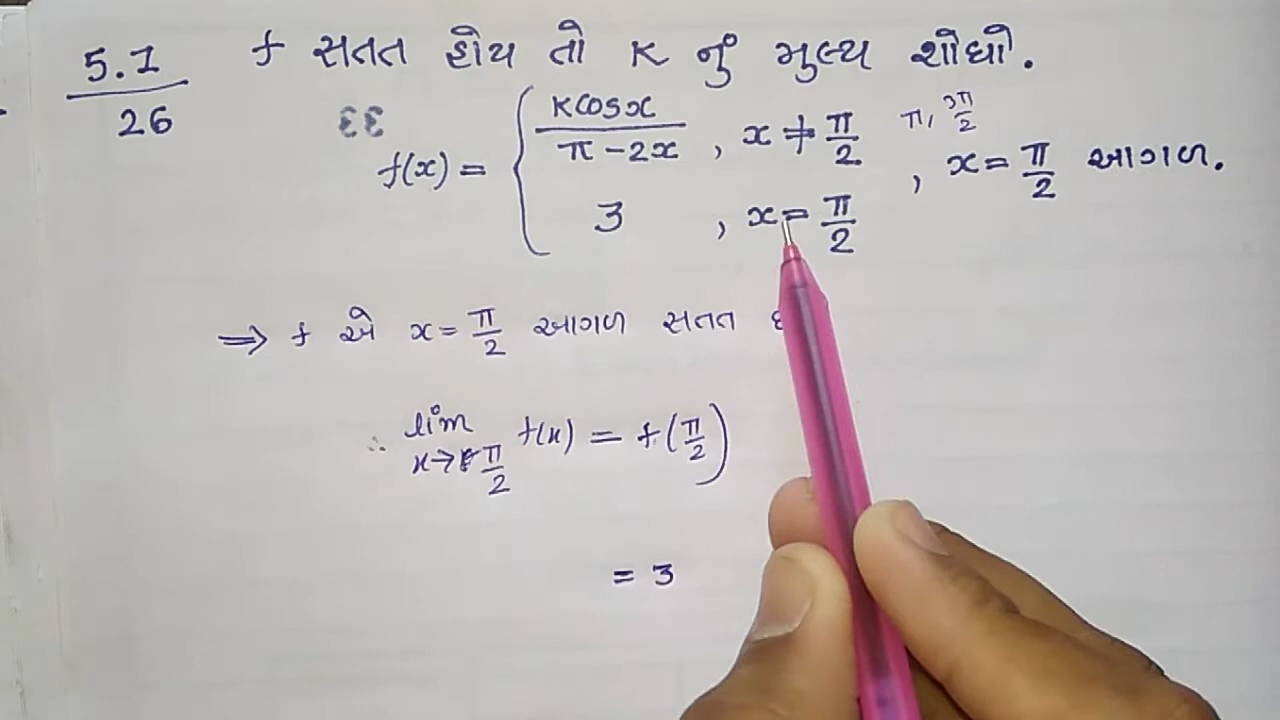 5.1 f સતત હોય તો K નું મુલ્ય શોધો.
26
f(x) = { K cos x / π - 2x , x ≠ π/2 π, 3π/2
3 , x = π/2 , x = π/2 આગળ.
⇒ f એ x = π/2 આગળ સતત
∴ lim x→π/2 f(x) = f(π/2)
= 3